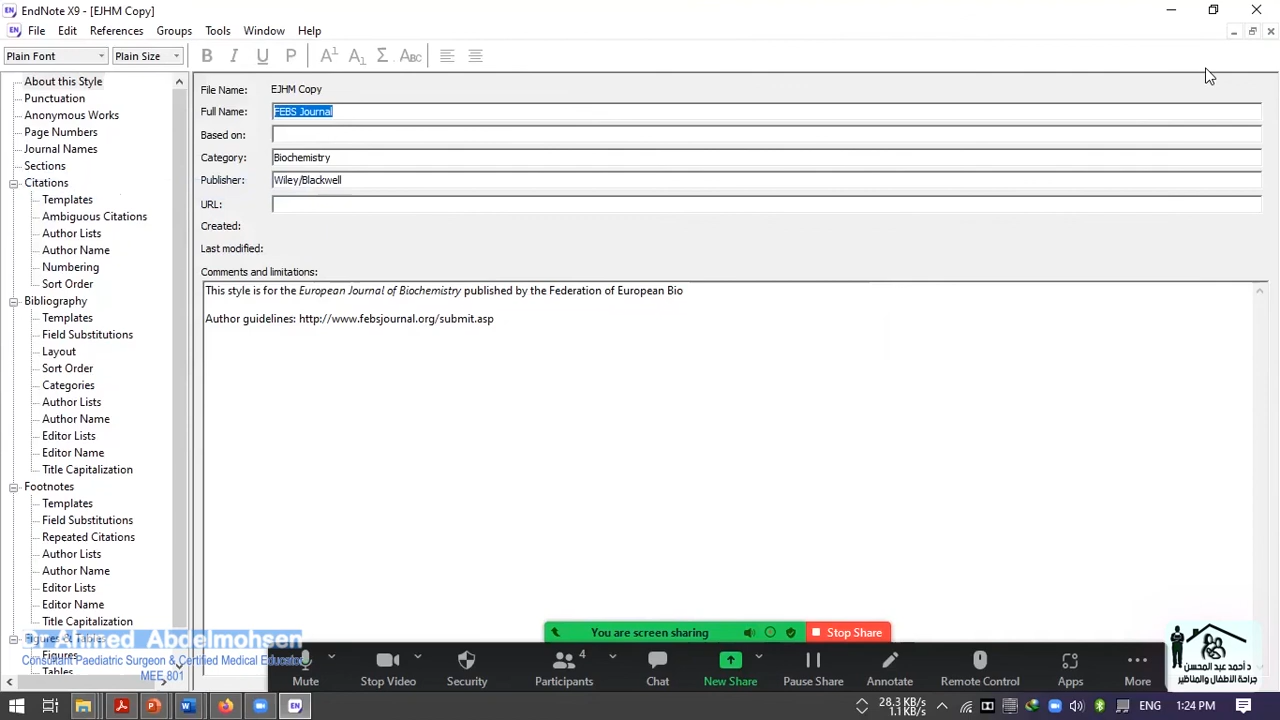 EndNote X9 - [EJHM Copy]
File Edit References Groups Tools Window Help
Plain Font Plain Size B I U P A¹ A₁ Σ ABC
About this Style
Punctuation
Anonymous Works
Page Numbers
Journal Names
Sections
Citations
Templates
Ambiguous Citations
Author Lists
Author Name
Numbering
Sort Order
Bibliography
Templates
Field Substitutions
Layout
Sort Order
Categories
Author Lists
Author Name
Editor Lists
Editor Name
Title Capitalization
Footnotes
Templates
Field Substitutions
Repeated Citations
Author Lists
Author Name
Editor Lists
Editor Name
Title Capitalization
Figures & Tables
Figures
Tables
File Name: EJHM Copy
Full Name: FEBS Journal
Based on:
Category: Biochemistry
Publisher: Wiley/Blackwell
URL:
Created:
Last modified:
Comments and limitations:
This style is for the European Journal of Biochemistry published by the Federation of European Bio
Author guidelines: http://www.febsjournal.org/submit.asp
Dr Ahmed Abdelmohsen
Consultant Paediatric Surgeon & Certified Medical Educator
MEE 801
You are screen sharing Stop Share
Mute Stop Video Security Participants 4 Chat New Share Pause Share Annotate Remote Control Apps More
د أحمد عبد المحسن
جراحة الأطفال والمناظير
28.3 KB/s
1.1 KB/s
ENG 1:24 PM